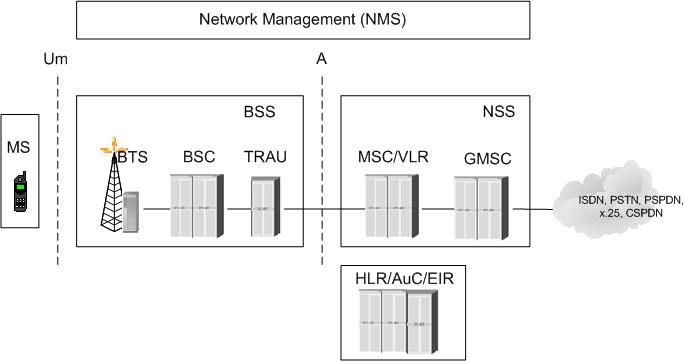 Network Management (NMS)
Um
A
BSS
NSS
MS
BTS
BSC
TRAU
MSC/VLR
GMSC
ISDN, PSTN, PSPDN,
x.25, CSPDN
HLR/AuC/EIR